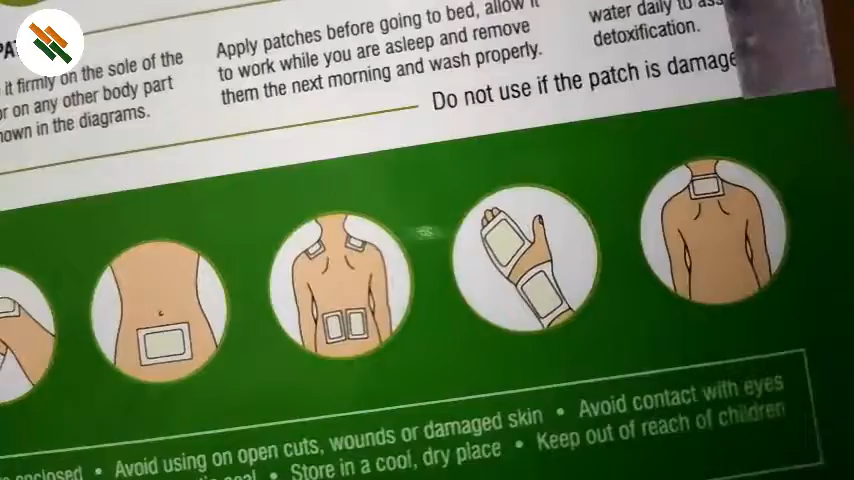 it firmly on the sole of the
or on any other body part
shown in the diagrams.
Apply patches before going to bed, allow it
to work while you are asleep and remove
them the next morning and wash properly.
water daily to
detoxification.
Do not use if the patch is
enclosed • Avoid using on open cuts, wounds or damaged skin • Avoid contact with eyes
• Store in a cool, dry place • Keep out of reach of children